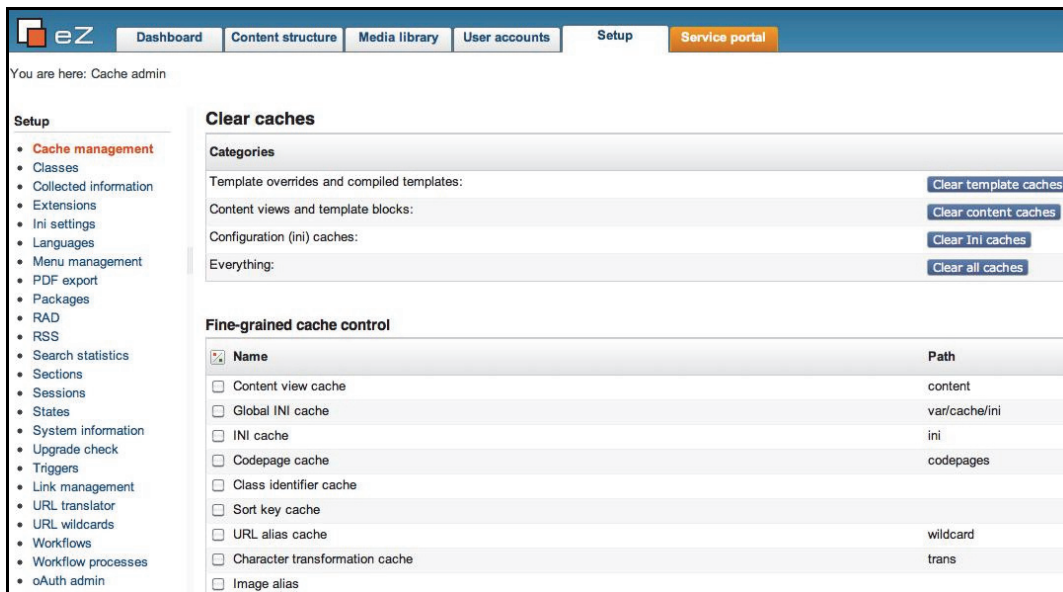 eZ Dashboard Content structure Media library User accounts Setup Service portal
You are here: Cache admin
Setup
Cache management
Classes
Collected information
Extensions
Ini settings
Languages
Menu management
PDF export
Packages
RAD
RSS
Search statistics
Sections
Sessions
States
System information
Upgrade check
Triggers
Link management
URL translator
URL wildcards
Workflows
Workflow processes
oAuth admin
Clear caches
Categories
Template overrides and compiled templates: Clear template caches
Content views and template blocks: Clear content caches
Configuration (ini) caches: Clear Ini caches
Everything: Clear all caches
Fine-grained cache control
Name Path
Content view cache content
Global INI cache var/cache/ini
INI cache ini
Codepage cache codepages
Class identifier cache
Sort key cache
URL alias cache wildcard
Character transformation cache trans
Image alias